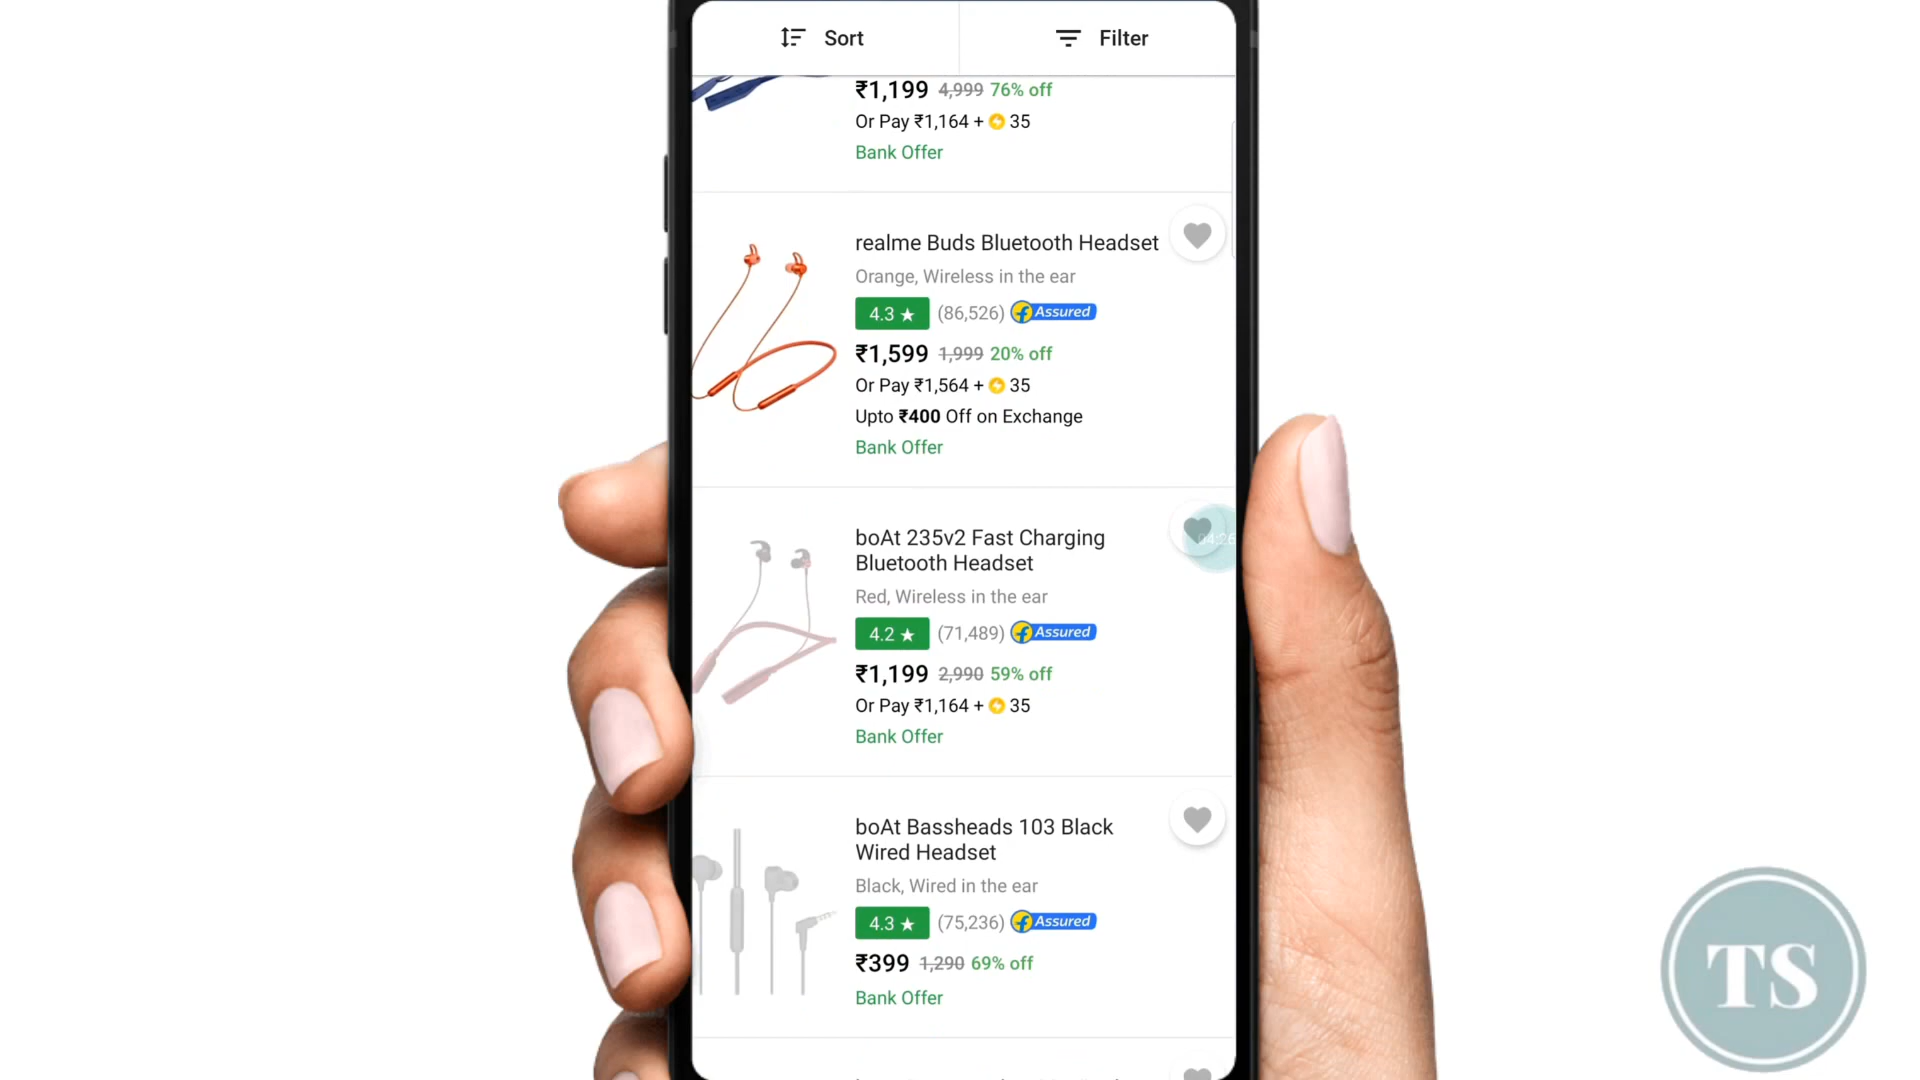 Sort
Filter
₹1,199 4,999 76% off
Or Pay ₹1,164 + 35
Bank Offer
realme Buds Bluetooth Headset
Orange, Wireless in the ear
4.3 ★ (86,526) f Assured
₹1,599 1,999 20% off
Or Pay ₹1,564 + 35
Upto ₹400 Off on Exchange
Bank Offer
boAt 235v2 Fast Charging
Bluetooth Headset
04:26
Red, Wireless in the ear
4.2 ★ (71,489) f Assured
₹1,199 2,990 59% off
Or Pay ₹1,164 + 35
Bank Offer
boAt Bassheads 103 Black
Wired Headset
Black, Wired in the ear
4.3 ★ (75,236) f Assured
₹399 1,290 69% off
Bank Offer
TS